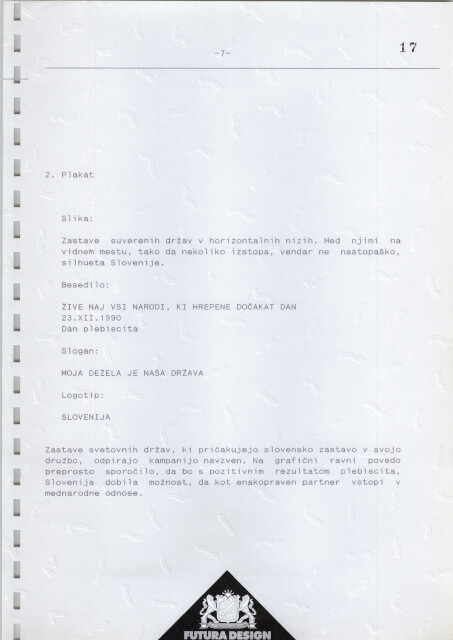 -7-
17
2. Plakat
Slika:
Zastave suverenih držav v horizontalnih nizih. Med njimi na
vidnem mestu, tako da nekoliko izstopa, vendar ne nastopaško,
silhueta Slovenije.
Besedilo:
ŽIVE NAJ VSI NARODI, KI HREPENE DOČAKAT DAN
23.XII.1990
Dan plebiscita
Slogan:
MOJA DEŽELA JE NAŠA DRŽAVA
Logotip:
SLOVENIJA
Zastave svetovnih držav, ki pričakujejo slovensko zastavo v svojo
družbo, odpirajo kampanijo navzven. Na grafični ravni povedo
preprosto sporočilo, da bo s pozitivnim rezultatom plebiscita,
Slovenija dobila možnost, da kot enakopraven partner vstopi v
mednarodne odnose.
FUTURA DESIGN